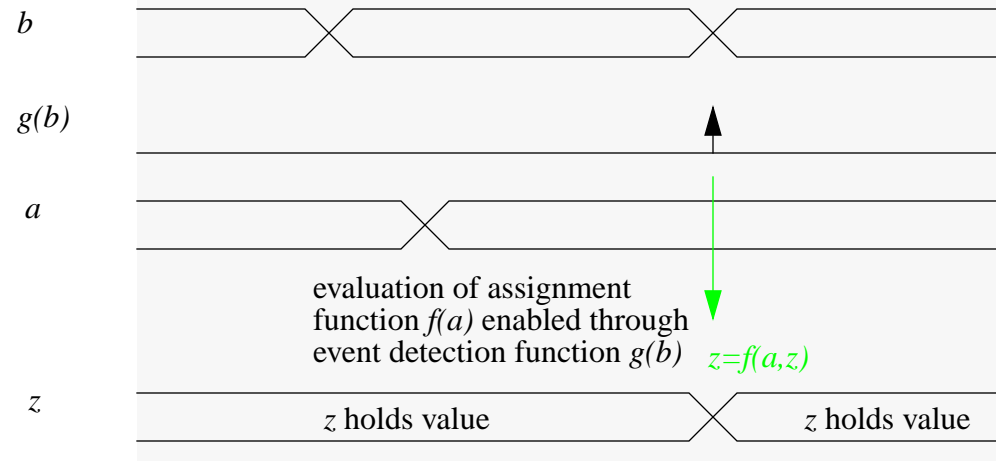 b
g(b)
a
evaluation of assignment
function f(a) enabled through
event detection function g(b)
z=f(a,z)
z
z holds value
z holds value